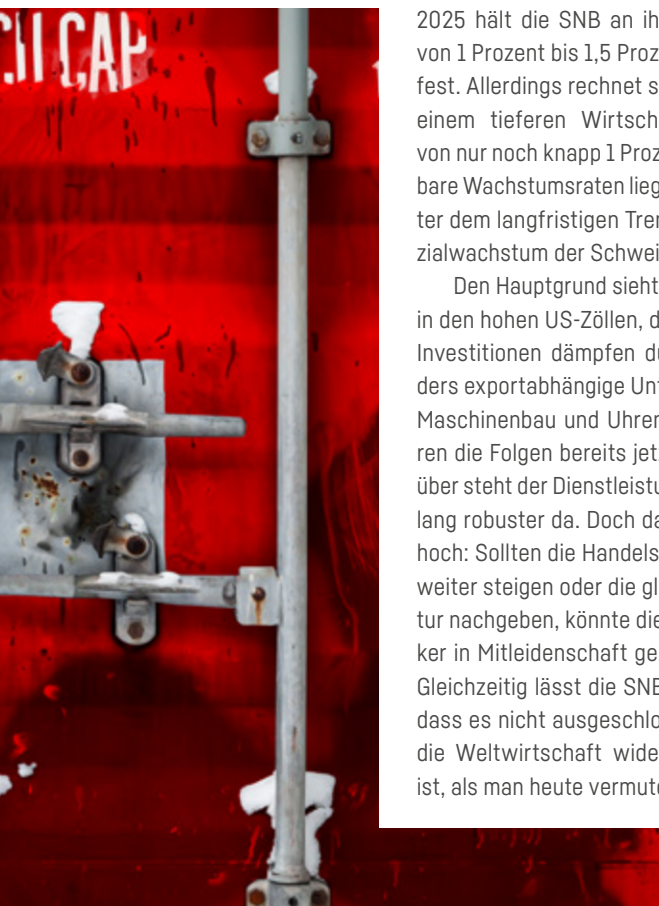 CU CAP
2025 hält die SNB an ih
von 1 Prozent bis 1,5 Proz
fest. Allerdings rechnet s
einem tieferen Wirtsch
von nur noch knapp 1 Proz
bare Wachstumsraten lieg
ter dem langfristigen Tren
zialwachstum der Schwei
Den Hauptgrund sieht
in den hohen US-Zöllen, d
Investitionen dämpfen du
ders exportabhängige Unt
Maschinenbau und Uhren
ren die Folgen bereits jetz
über steht der Dienstleistu
lang robuster da. Doch da
hoch: Sollten die Handels
weiter steigen oder die gl
tur nachgeben, könnte die
ker in Mitleidenschaft ge
Gleichzeitig lässt die SNB
dass es nicht ausgeschlo
die Weltwirtschaft wide
ist, als man heute vermute